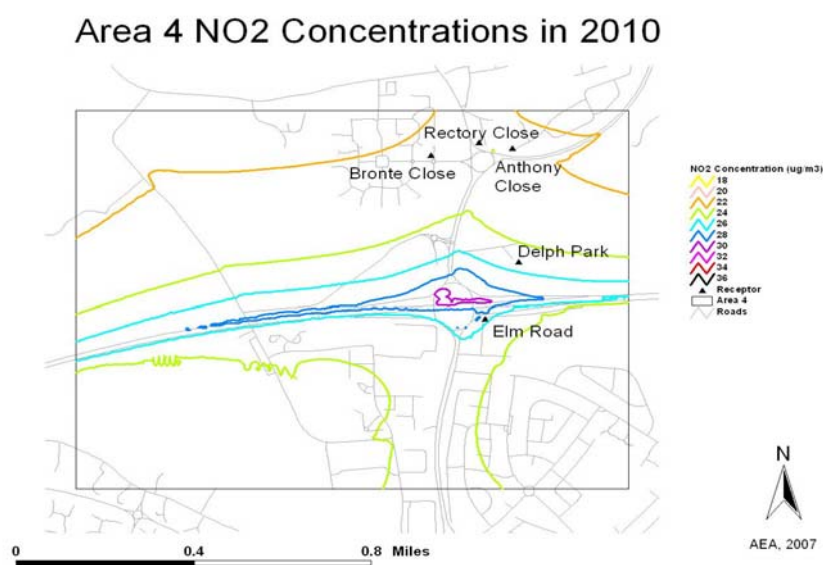 Area 4 NO2 Concentrations in 2010
Rectory Close
Bronte Close
Anthony
Close
Delph Park
Elm Road
NO2 Concentration (ug/m3)
18
20
22
24
26
28
30
32
34
36
Receptor
Area 4
Roads
N
AEA, 2007
0 0.4 0.8 Miles